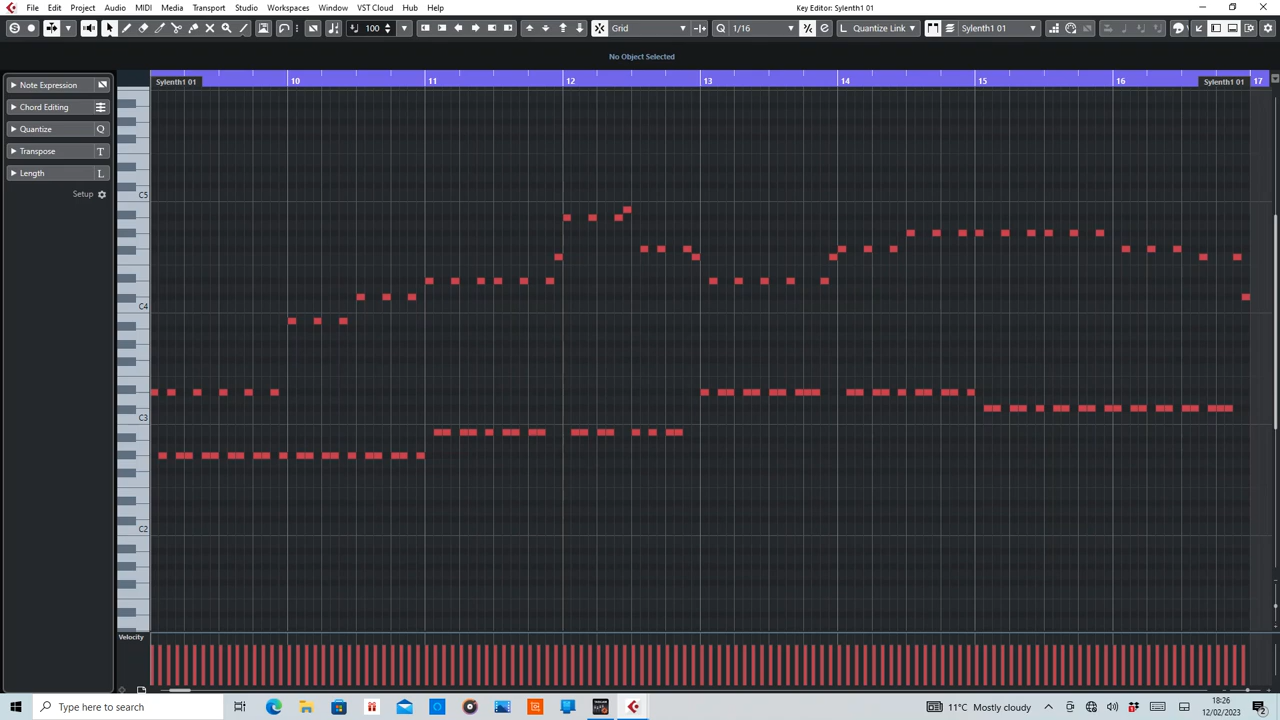 File Edit Project Audio MIDI Media Transport Studio Workspaces Window VST Cloud Hub Help
Key Editor: Sylenth1 01
S 100 Grid Q 1/16 L Quantize Link Sylenth1 01
No Object Selected
Sylenth1 01 10 11 12 13 14 15 16 Sylenth1 01 17
Note Expression
Chord Editing
Quantize Q
Transpose T
Length L
Setup
C5
C4
C3
C2
Velocity
Type here to search
11°C Mostly cloudy
18:26
12/02/2023
2